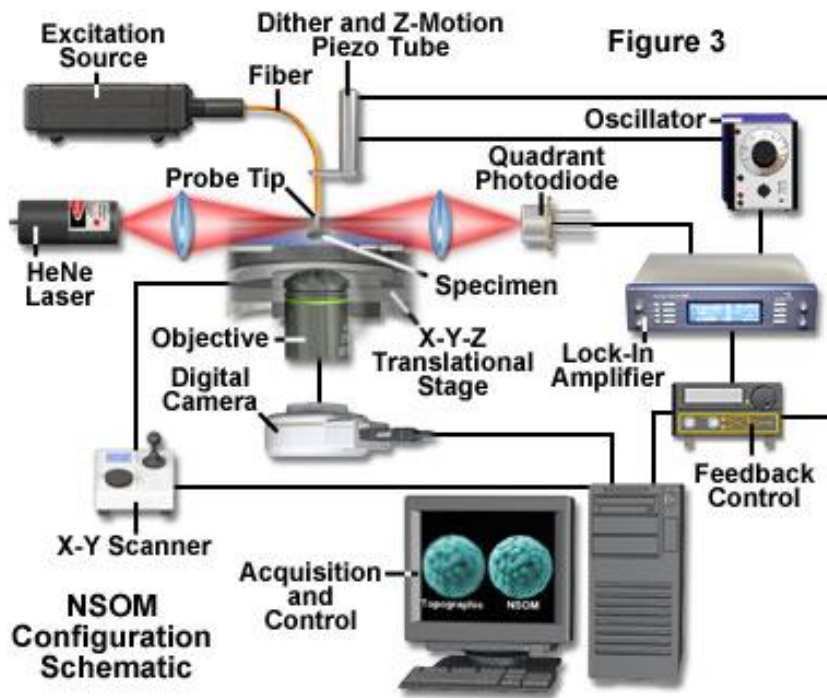 Excitation
Source
Fiber
Dither and Z-Motion
Piezo Tube
Figure 3
Oscillator
Quadrant
Photodiode
Probe Tip
HeNe
Laser
Specimen
Objective
X-Y-Z
Translational
Stage
Lock-In
Amplifier
Digital
Camera
Feedback
Control
X-Y Scanner
Acquisition
and
Control
Topographic
NSOM
NSOM
Configuration
Schematic